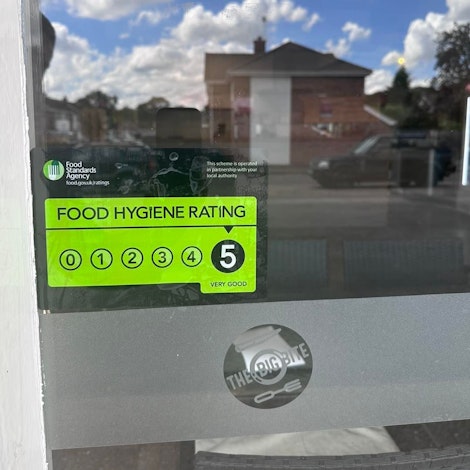 Food
Standards
Agency
food.gov.uk/ratings
This scheme is operated
in partnership with your
local authority
FOOD HYGIENE RATING
0 1 2 3 4 5
VERY GOOD
THE BIG BITE